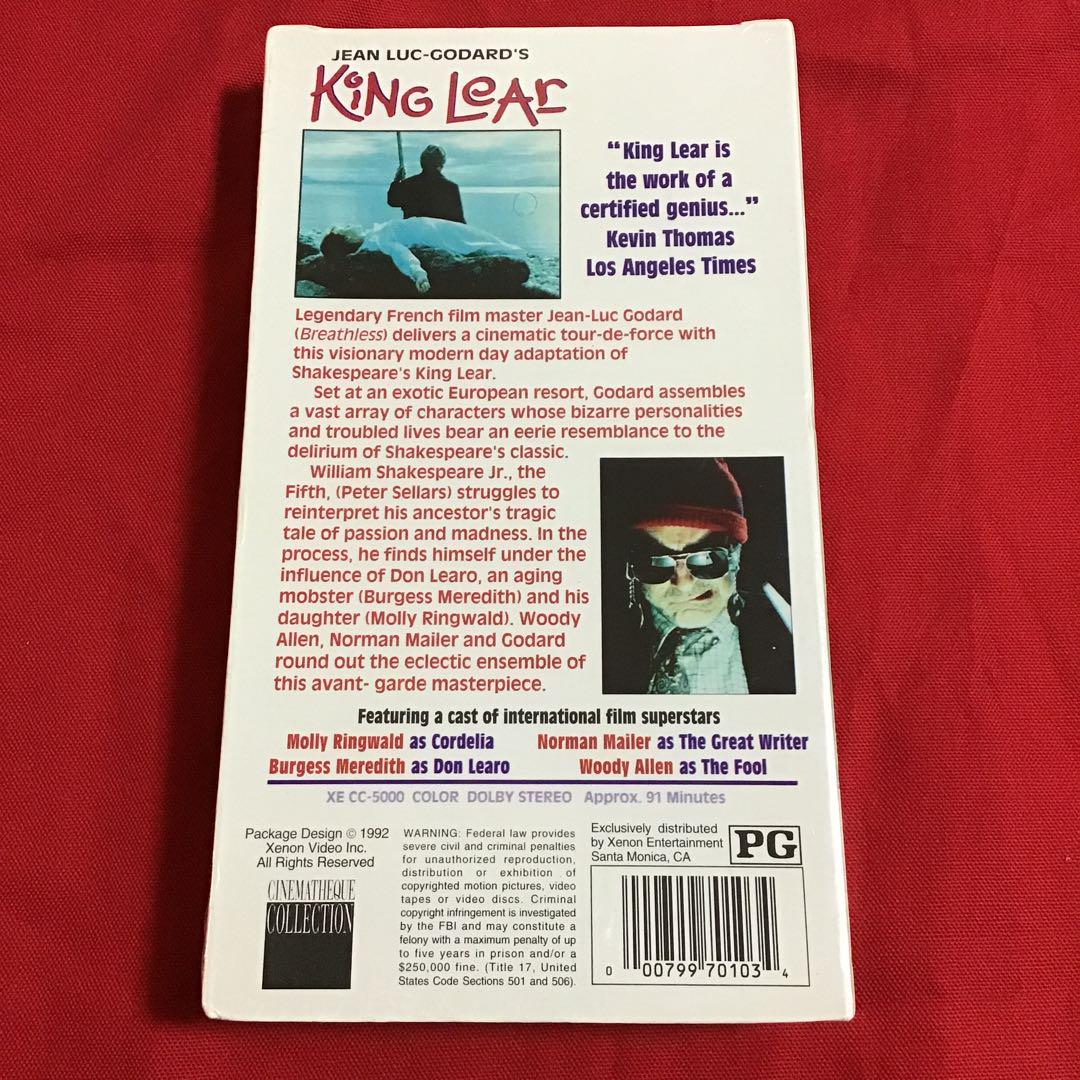 JEAN LUC-GODARD'S
KiNG LeAr
“King Lear is
the work of a
certified genius...”
Kevin Thomas
Los Angeles Times
Legendary French film master Jean-Luc Godard
(Breathless) delivers a cinematic tour-de-force with
this visionary modern day adaptation of
Shakespeare's King Lear.
Set at an exotic European resort, Godard assembles
a vast array of characters whose bizarre personalities
and troubled lives bear an eerie resemblance to the
delirium of Shakespeare's classic.
William Shakespeare Jr., the
Fifth, (Peter Sellars) struggles to
reinterpret his ancestor's tragic
tale of passion and madness. In the
process, he finds himself under the
influence of Don Learo, an aging
mobster (Burgess Meredith) and his
daughter (Molly Ringwald). Woody
Allen, Norman Mailer and Godard
round out the eclectic ensemble of
this avant- garde masterpiece.
Featuring a cast of international film superstars
Molly Ringwald as Cordelia Norman Mailer as The Great Writer
Burgess Meredith as Don Learo Woody Allen as The Fool
XE CC-5000 COLOR DOLBY STEREO Approx. 91 Minutes
Package Design © 1992
Xenon Video Inc.
All Rights Reserved
CINEMATHEQUE
COLLECTION
WARNING: Federal law provides
severe civil and criminal penalties
for unauthorized reproduction,
distribution or exhibition of
copyrighted motion pictures, video
tapes or video discs. Criminal
copyright infringement is investigated
by the FBI and may constitute a
felony with a maximum penalty of up
to five years in prison and/or a
$250,000 fine. (Title 17, United
States Code Sections 501 and 506).
Exclusively distributed
by Xenon Entertainment
Santa Monica, CA
PG
0 00799 70103 4